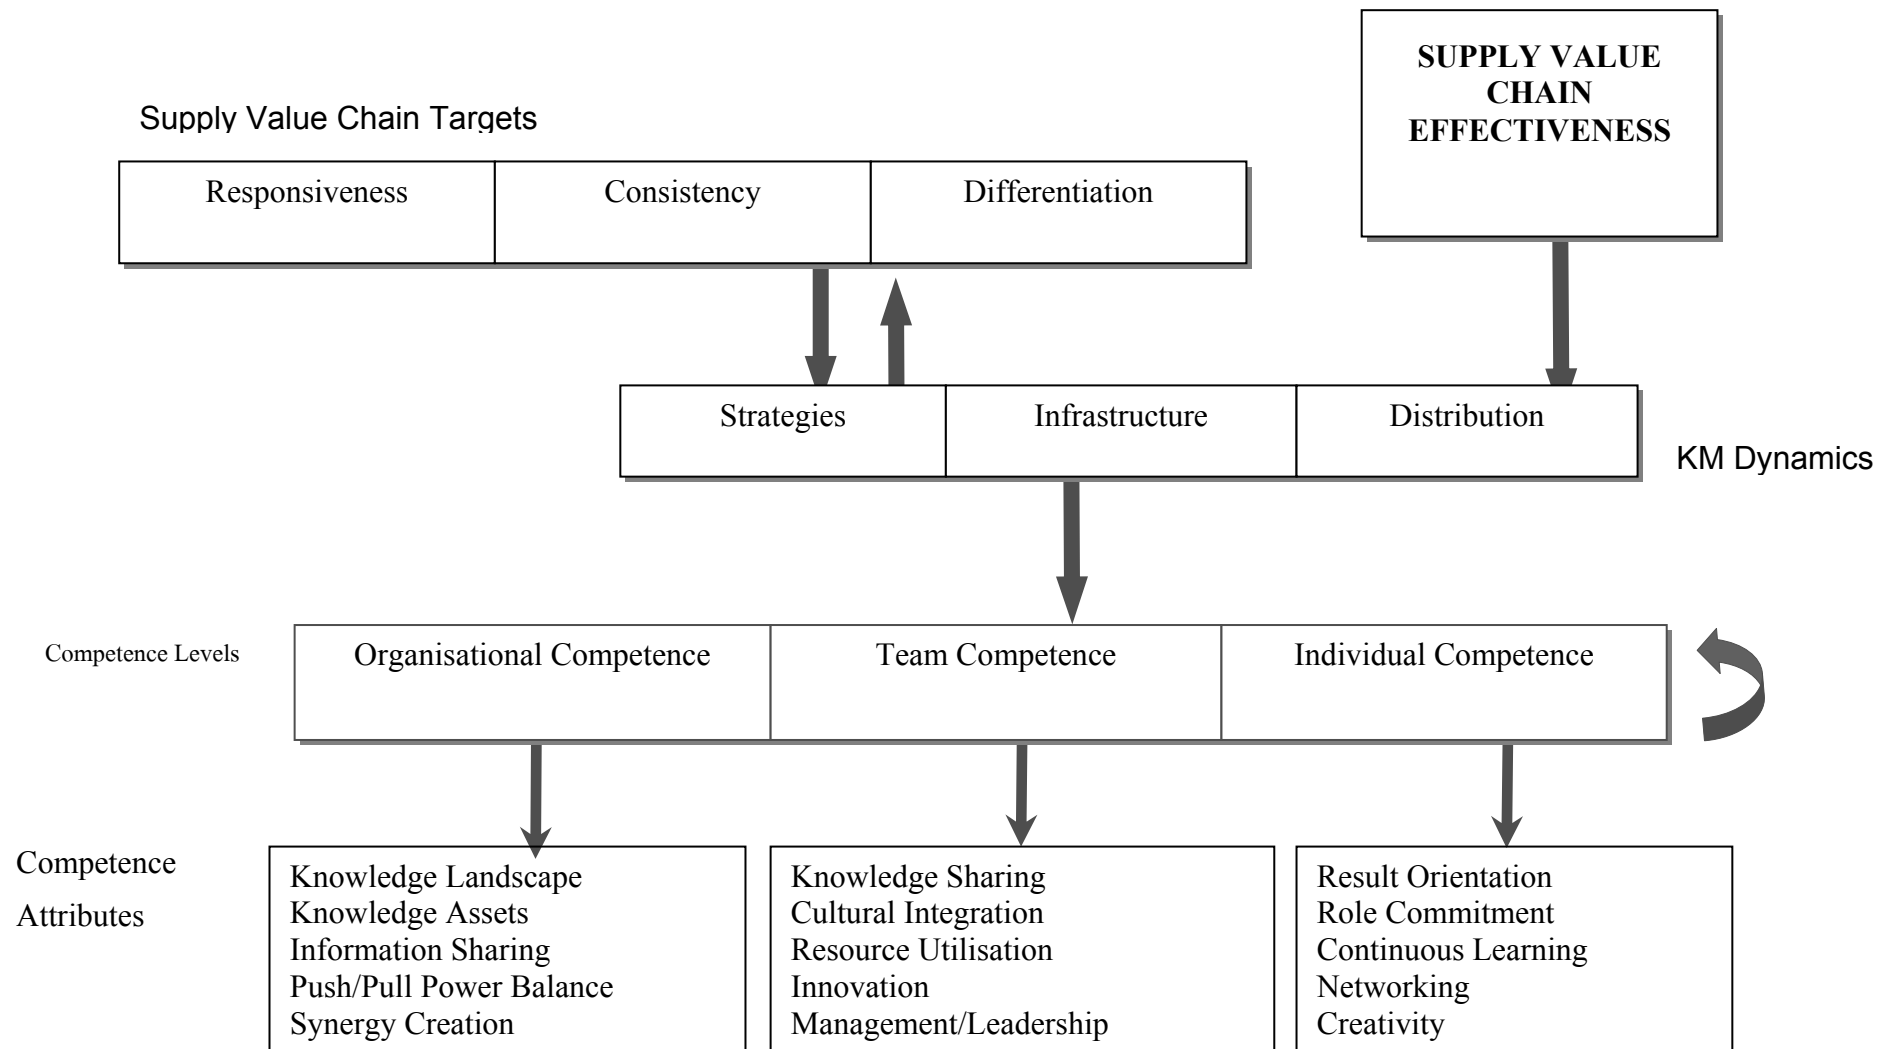 SUPPLY VALUE
CHAIN
EFFECTIVENESS
Supply Value Chain Targets
Responsiveness
Consistency
Differentiation
Strategies
Infrastructure
Distribution
KM Dynamics
Competence Levels
Organisational Competence
Team Competence
Individual Competence
Competence
Attributes
Knowledge Landscape
Knowledge Assets
Information Sharing
Push/Pull Power Balance
Synergy Creation
Knowledge Sharing
Cultural Integration
Resource Utilisation
Innovation
Management/Leadership
Result Orientation
Role Commitment
Continuous Learning
Networking
Creativity